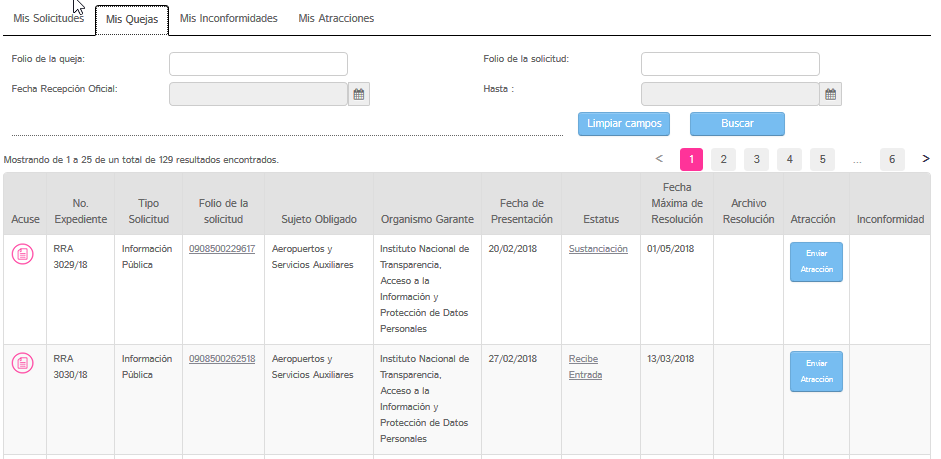 Mis Solicitudes Mis Quejas Mis Inconformidades Mis Atracciones
Folio de la queja: Folio de la solicitud:
Fecha Recepción Oficial: Hasta :
Limpiar campos Buscar
Mostrando de 1 a 25 de un total de 129 resultados encontrados. < 1 2 3 4 5 ... 6 >
Acuse No. Expediente Tipo Solicitud Folio de la solicitud Sujeto Obligado Organismo Garante Fecha de Presentación Estatus Fecha Máxima de Resolución Archivo Resolución Atracción Inconformidad
RRA Información 0908500229617 Aeropuertos y Instituto Nacional de 20/02/2018 Sustanciación 01/05/2018 Enviar
3029/18 Pública Servicios Auxiliares Transparencia, Atracción
Acceso a la
Información y
Protección de Datos
Personales
RRA Información 0908500262518 Aeropuertos y Instituto Nacional de 27/02/2018 Recibe 13/03/2018 Enviar
3030/18 Pública Servicios Auxiliares Transparencia, Entrada Atracción
Acceso a la
Información y
Protección de Datos
Personales